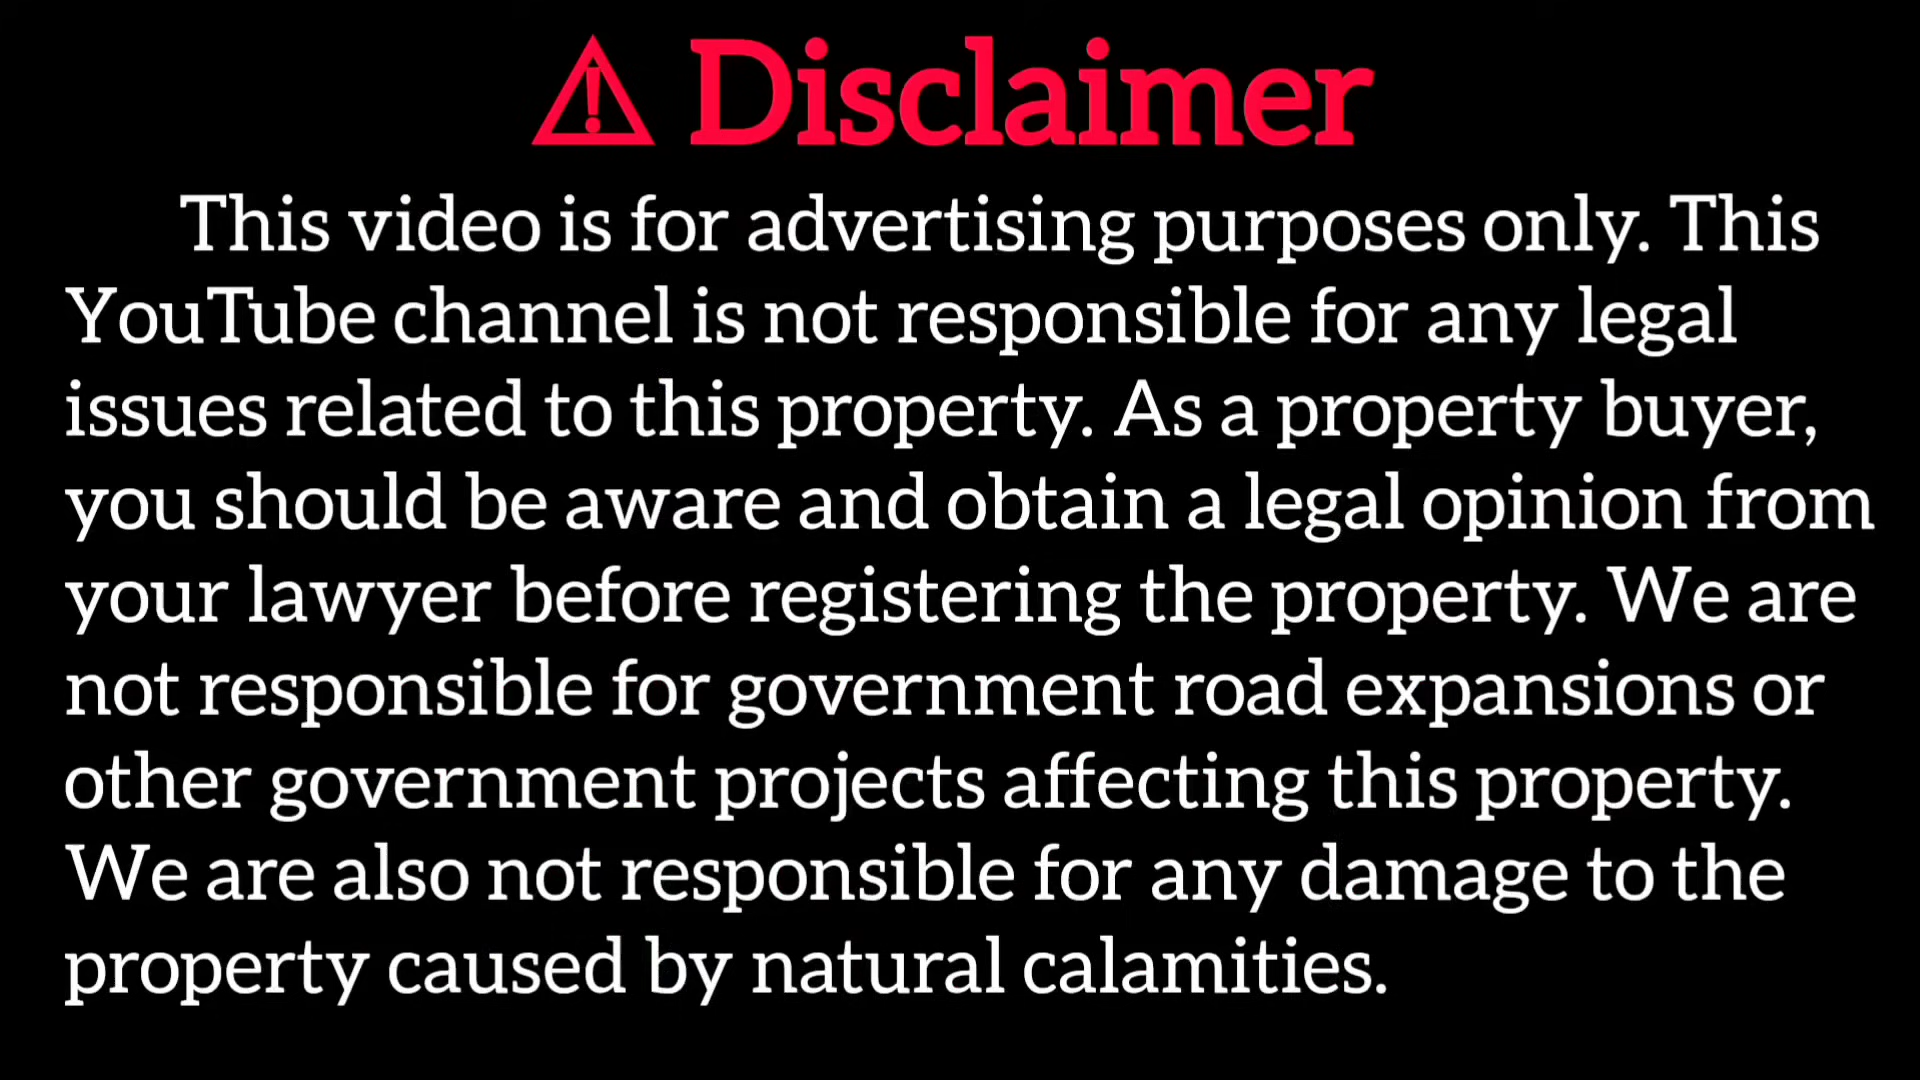 ⚠ Disclaimer
This video is for advertising purposes only. This
YouTube channel is not responsible for any legal
issues related to this property. As a property buyer,
you should be aware and obtain a legal opinion from
your lawyer before registering the property. We are
not responsible for government road expansions or
other government projects affecting this property.
We are also not responsible for any damage to the
property caused by natural calamities.